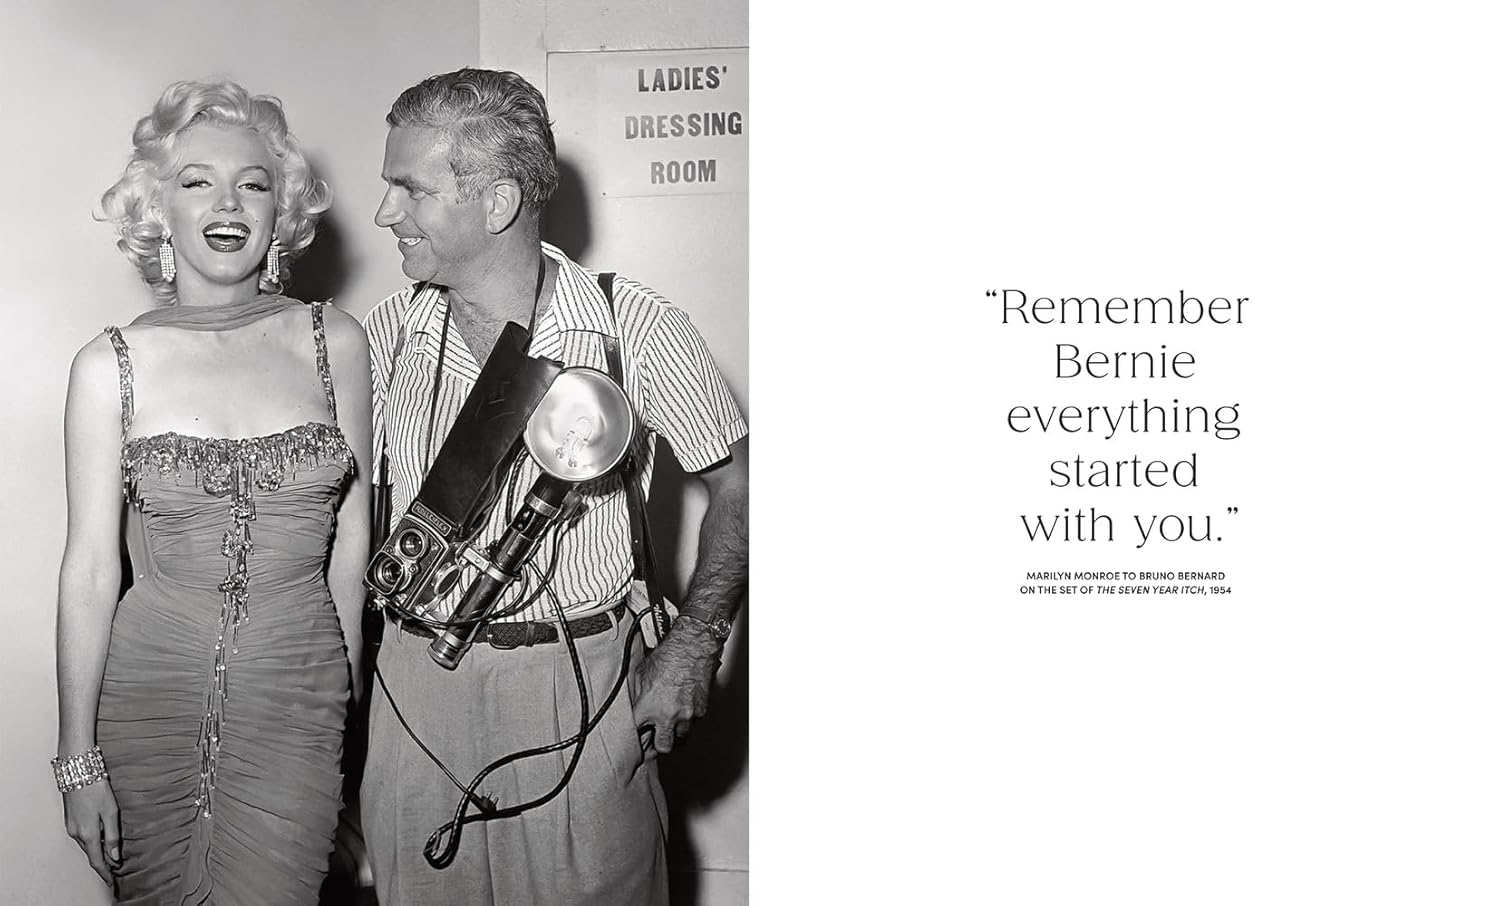 LADIES'
DRESSING
ROOM
ROLLEIFLEX
“Remember
Bernie
everything
started
with you.”
MARILYN MONROE TO BRUNO BERNARD
ON THE SET OF THE SEVEN YEAR ITCH, 1954